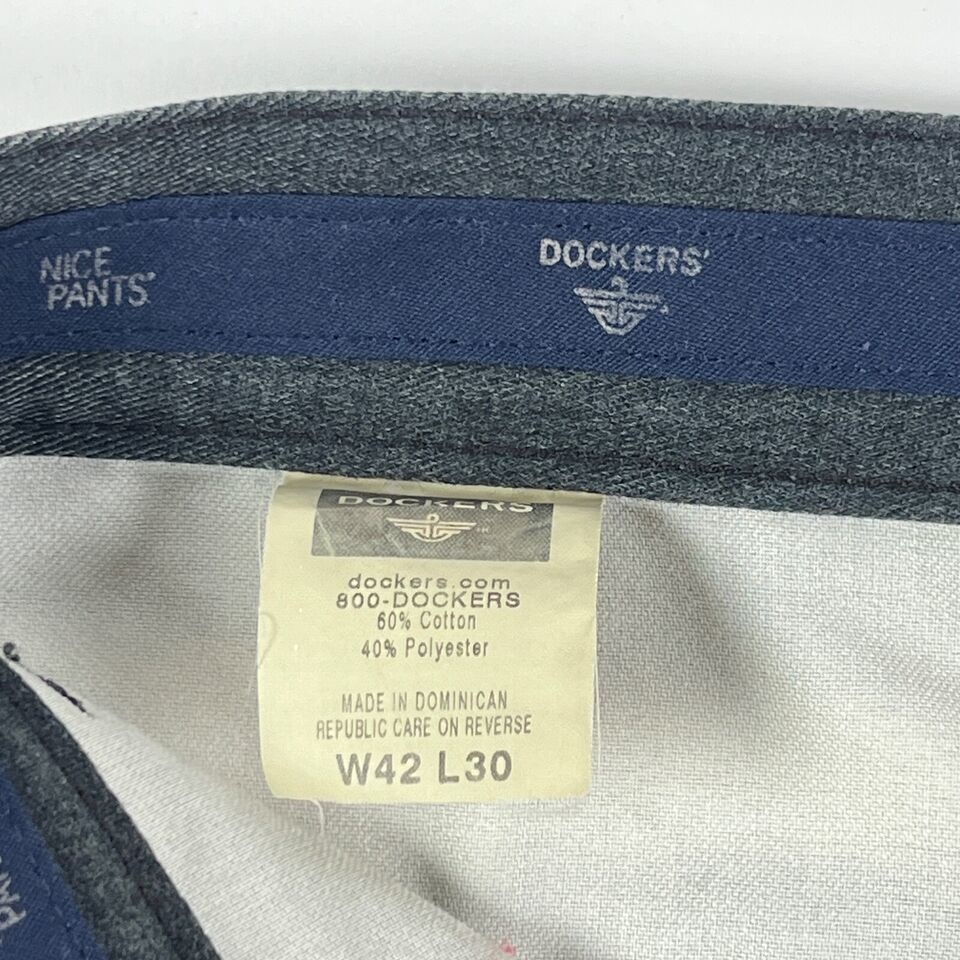 NICE
PANTS
DOCKERS
DOCKERS
dockers.com
800-DOCKERS
60% Cotton
40% Polyester
MADE IN DOMINICAN
REPUBLIC CARE ON REVERSE
W42 L30